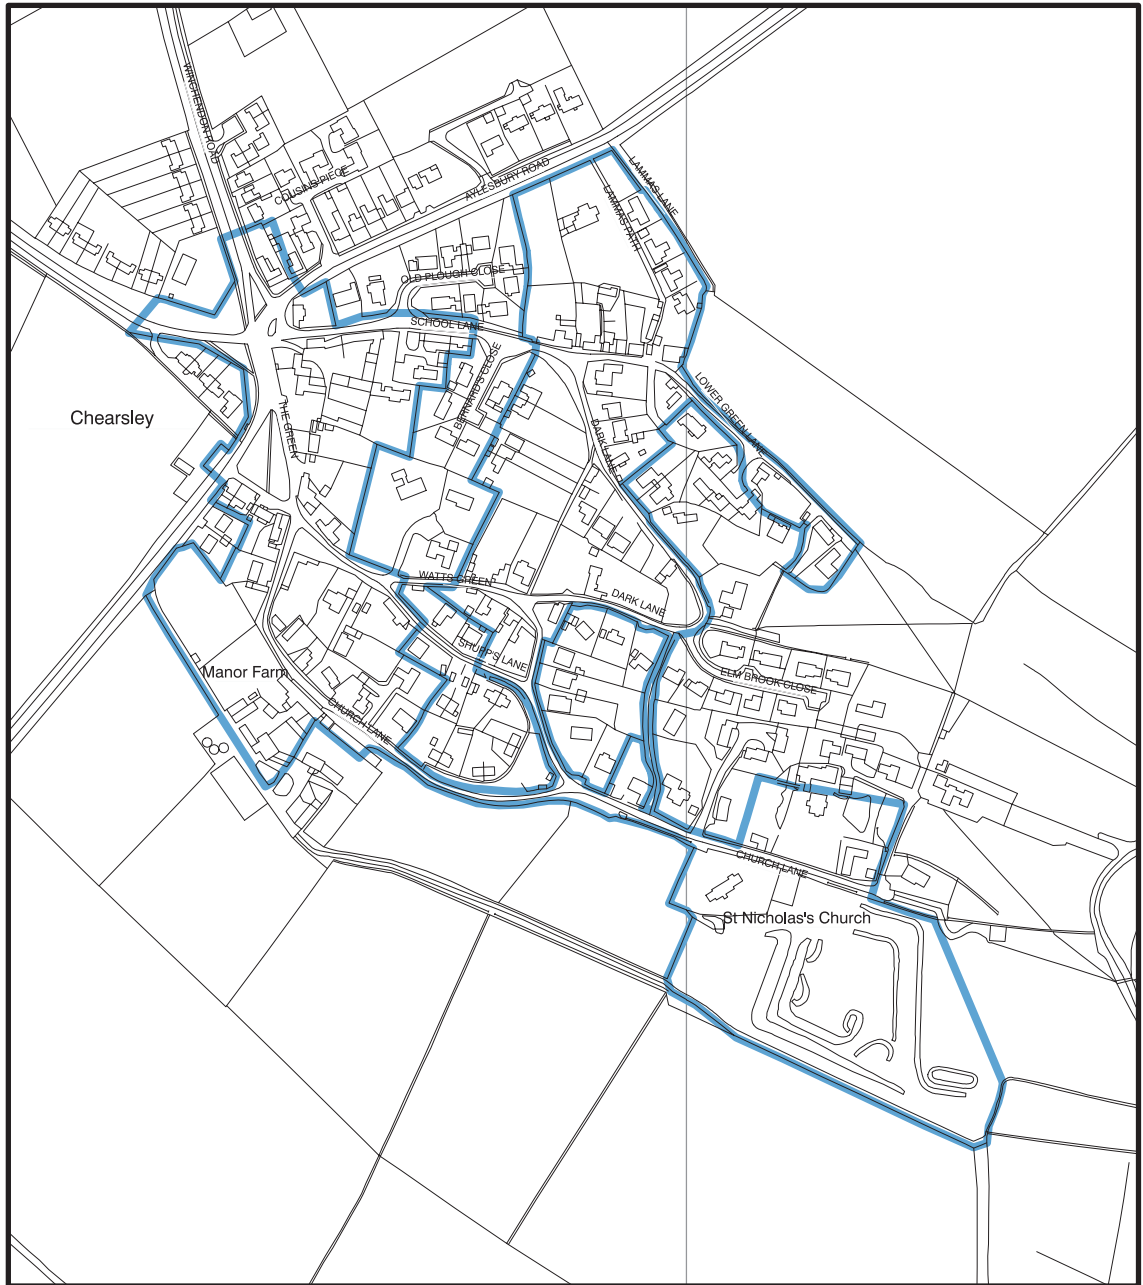 WINCHENDON ROAD
COUSINS PIECE
AYLESBURY ROAD
LAMMAS LANE
LAMMAS PATH
OLD PLOUGH CLOSE
SCHOOL LANE
BERNARD'S CLOSE
LOWER GREEN LANE
Chearsley
THE GREEN
DARK LANE
WATTS GREEN
DARK LANE
SHUPP'S LANE
Manor Farm
ELM BROOK CLOSE
CHURCH LANE
CHURCH LANE
St Nicholas's Church